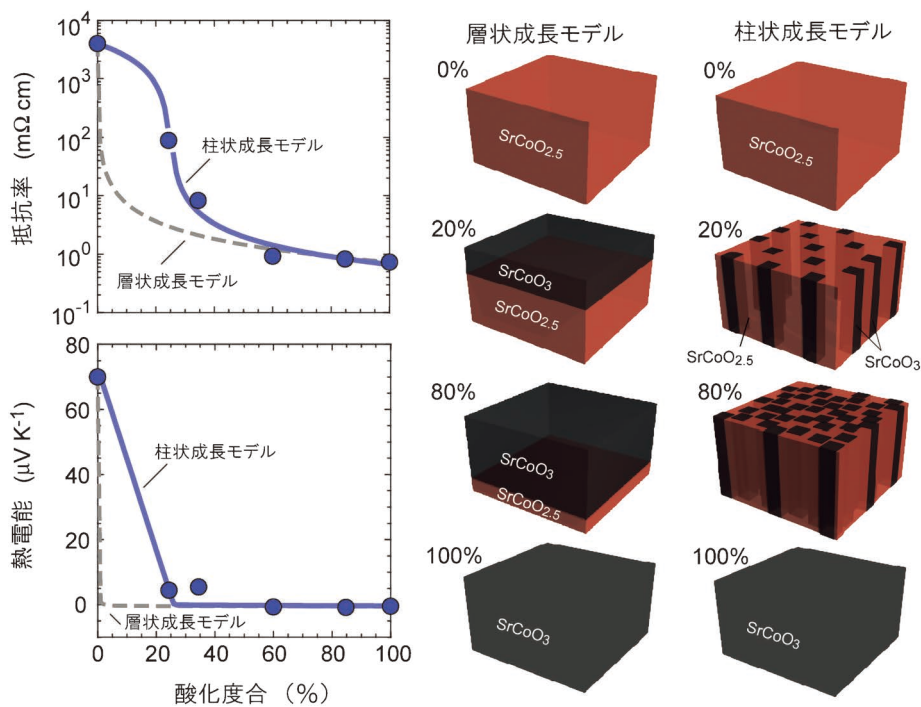 10⁴
10³
10²
10¹
10⁰
10⁻¹
抵抗率 (mΩ cm)
柱状成長モデル
層状成長モデル
80
60
40
20
0
熱電能 (μV K⁻¹)
柱状成長モデル
層状成長モデル
0 20 40 60 80 100
酸化度合 (%)
層状成長モデル
0%
SrCoO₂.₅
20%
SrCoO₃
SrCoO₂.₅
80%
SrCoO₃
SrCoO₂.₅
100%
SrCoO₃
柱状成長モデル
0%
SrCoO₂.₅
20%
SrCoO₂.₅ SrCoO₃
80%
100%
SrCoO₃